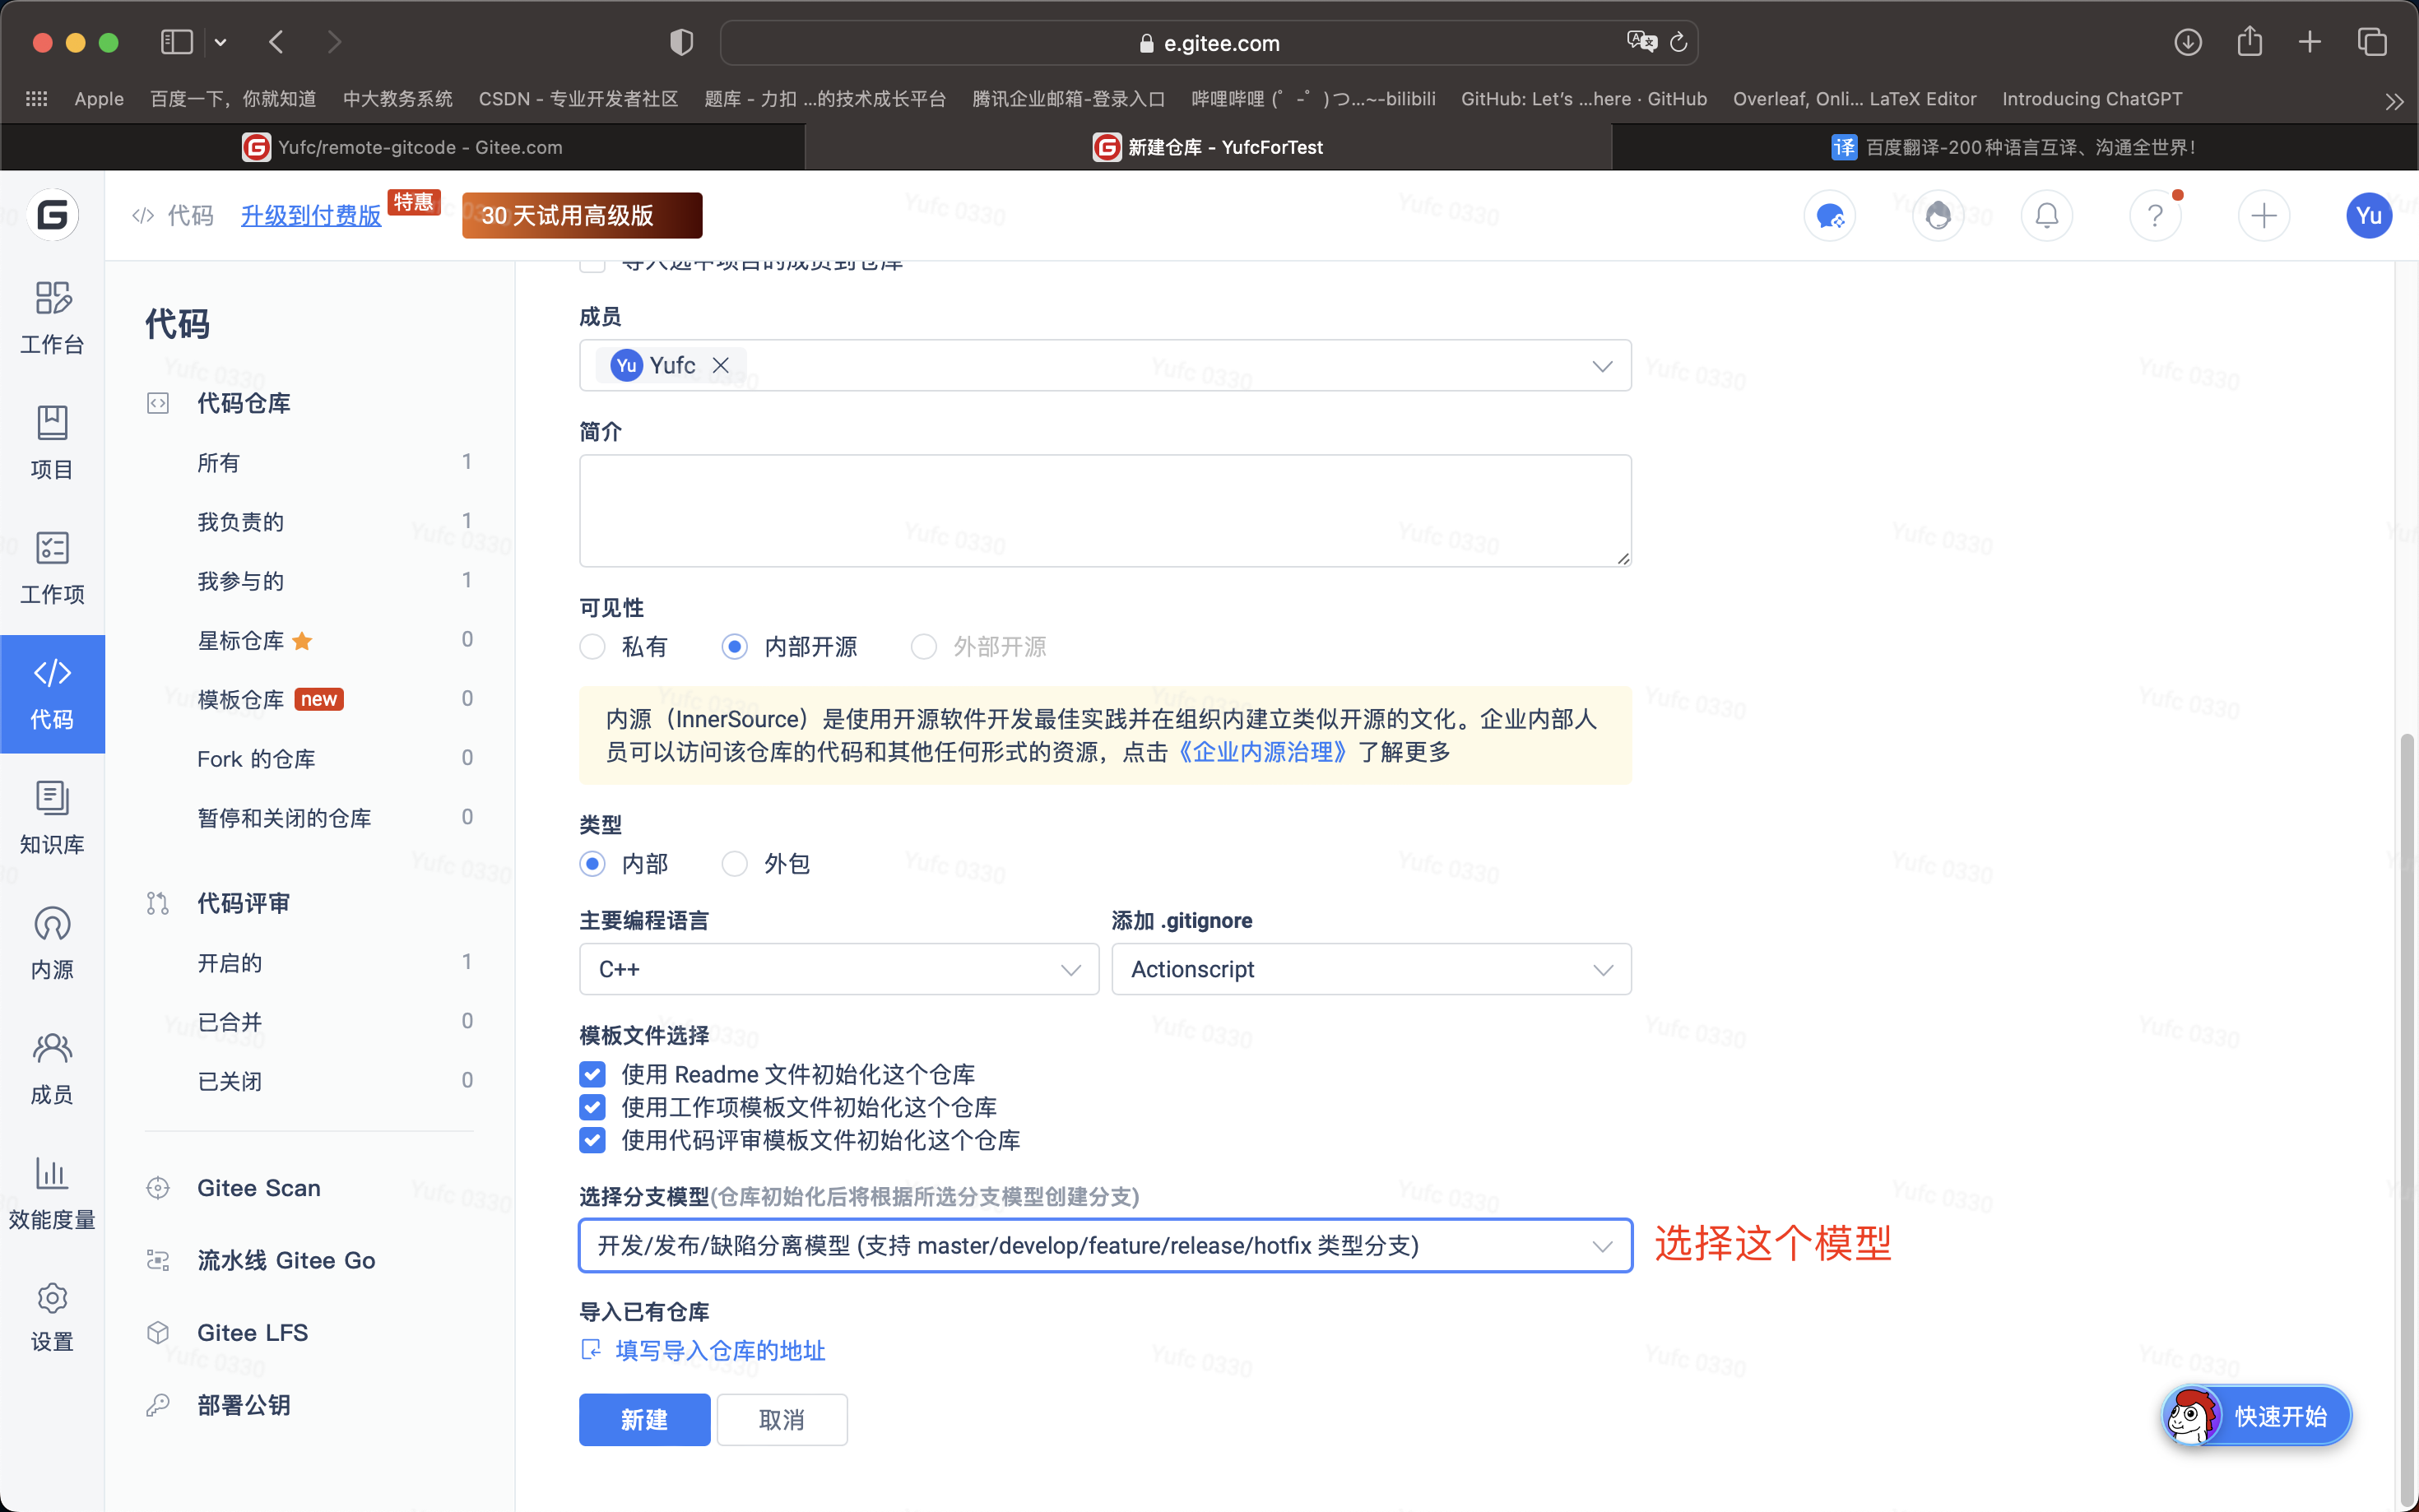 e.gitee.com
Apple
百度一下，你就知道
中大教务系统
CSDN - 专业开发者社区
题库 - 力扣 ...的技术成长平台
腾讯企业邮箱-登录入口
哔哩哔哩 (゜-゜)つ...~-bilibili
GitHub: Let’s ...here · GitHub
Overleaf, Onli... LaTeX Editor
Introducing ChatGPT
Yufc/remote-gitcode - Gitee.com
新建仓库 - YufcForTest
译 百度翻译-200种语言互译、沟通全世界！
代码
升级到付费版
特惠
30 天试用高级版
Yu
工作台
项目
工作项
代码
知识库
内源
成员
效能度量
设置
代码
代码仓库
所有 1
我负责的 1
我参与的 1
星标仓库 0
模板仓库 new 0
Fork 的仓库 0
暂停和关闭的仓库 0
代码评审
开启的 1
已合并 0
已关闭 0
Gitee Scan
流水线 Gitee Go
Gitee LFS
部署公钥
导入选中项目的成员到仓库
成员
Yu Yufc
简介
可见性
私有 内部开源 外部开源
内源（InnerSource）是使用开源软件开发最佳实践并在组织内建立类似开源的文化。企业内部人
员可以访问该仓库的代码和其他任何形式的资源，点击《企业内源治理》了解更多
类型
内部 外包
主要编程语言 添加 .gitignore
C++ Actionscript
模板文件选择
使用 Readme 文件初始化这个仓库
使用工作项模板文件初始化这个仓库
使用代码评审模板文件初始化这个仓库
选择分支模型(仓库初始化后将根据所选分支模型创建分支)
开发/发布/缺陷分离模型 (支持 master/develop/feature/release/hotfix 类型分支)
选择这个模型
导入已有仓库
填写导入仓库的地址
新建 取消
快速开始
Yufc 0330